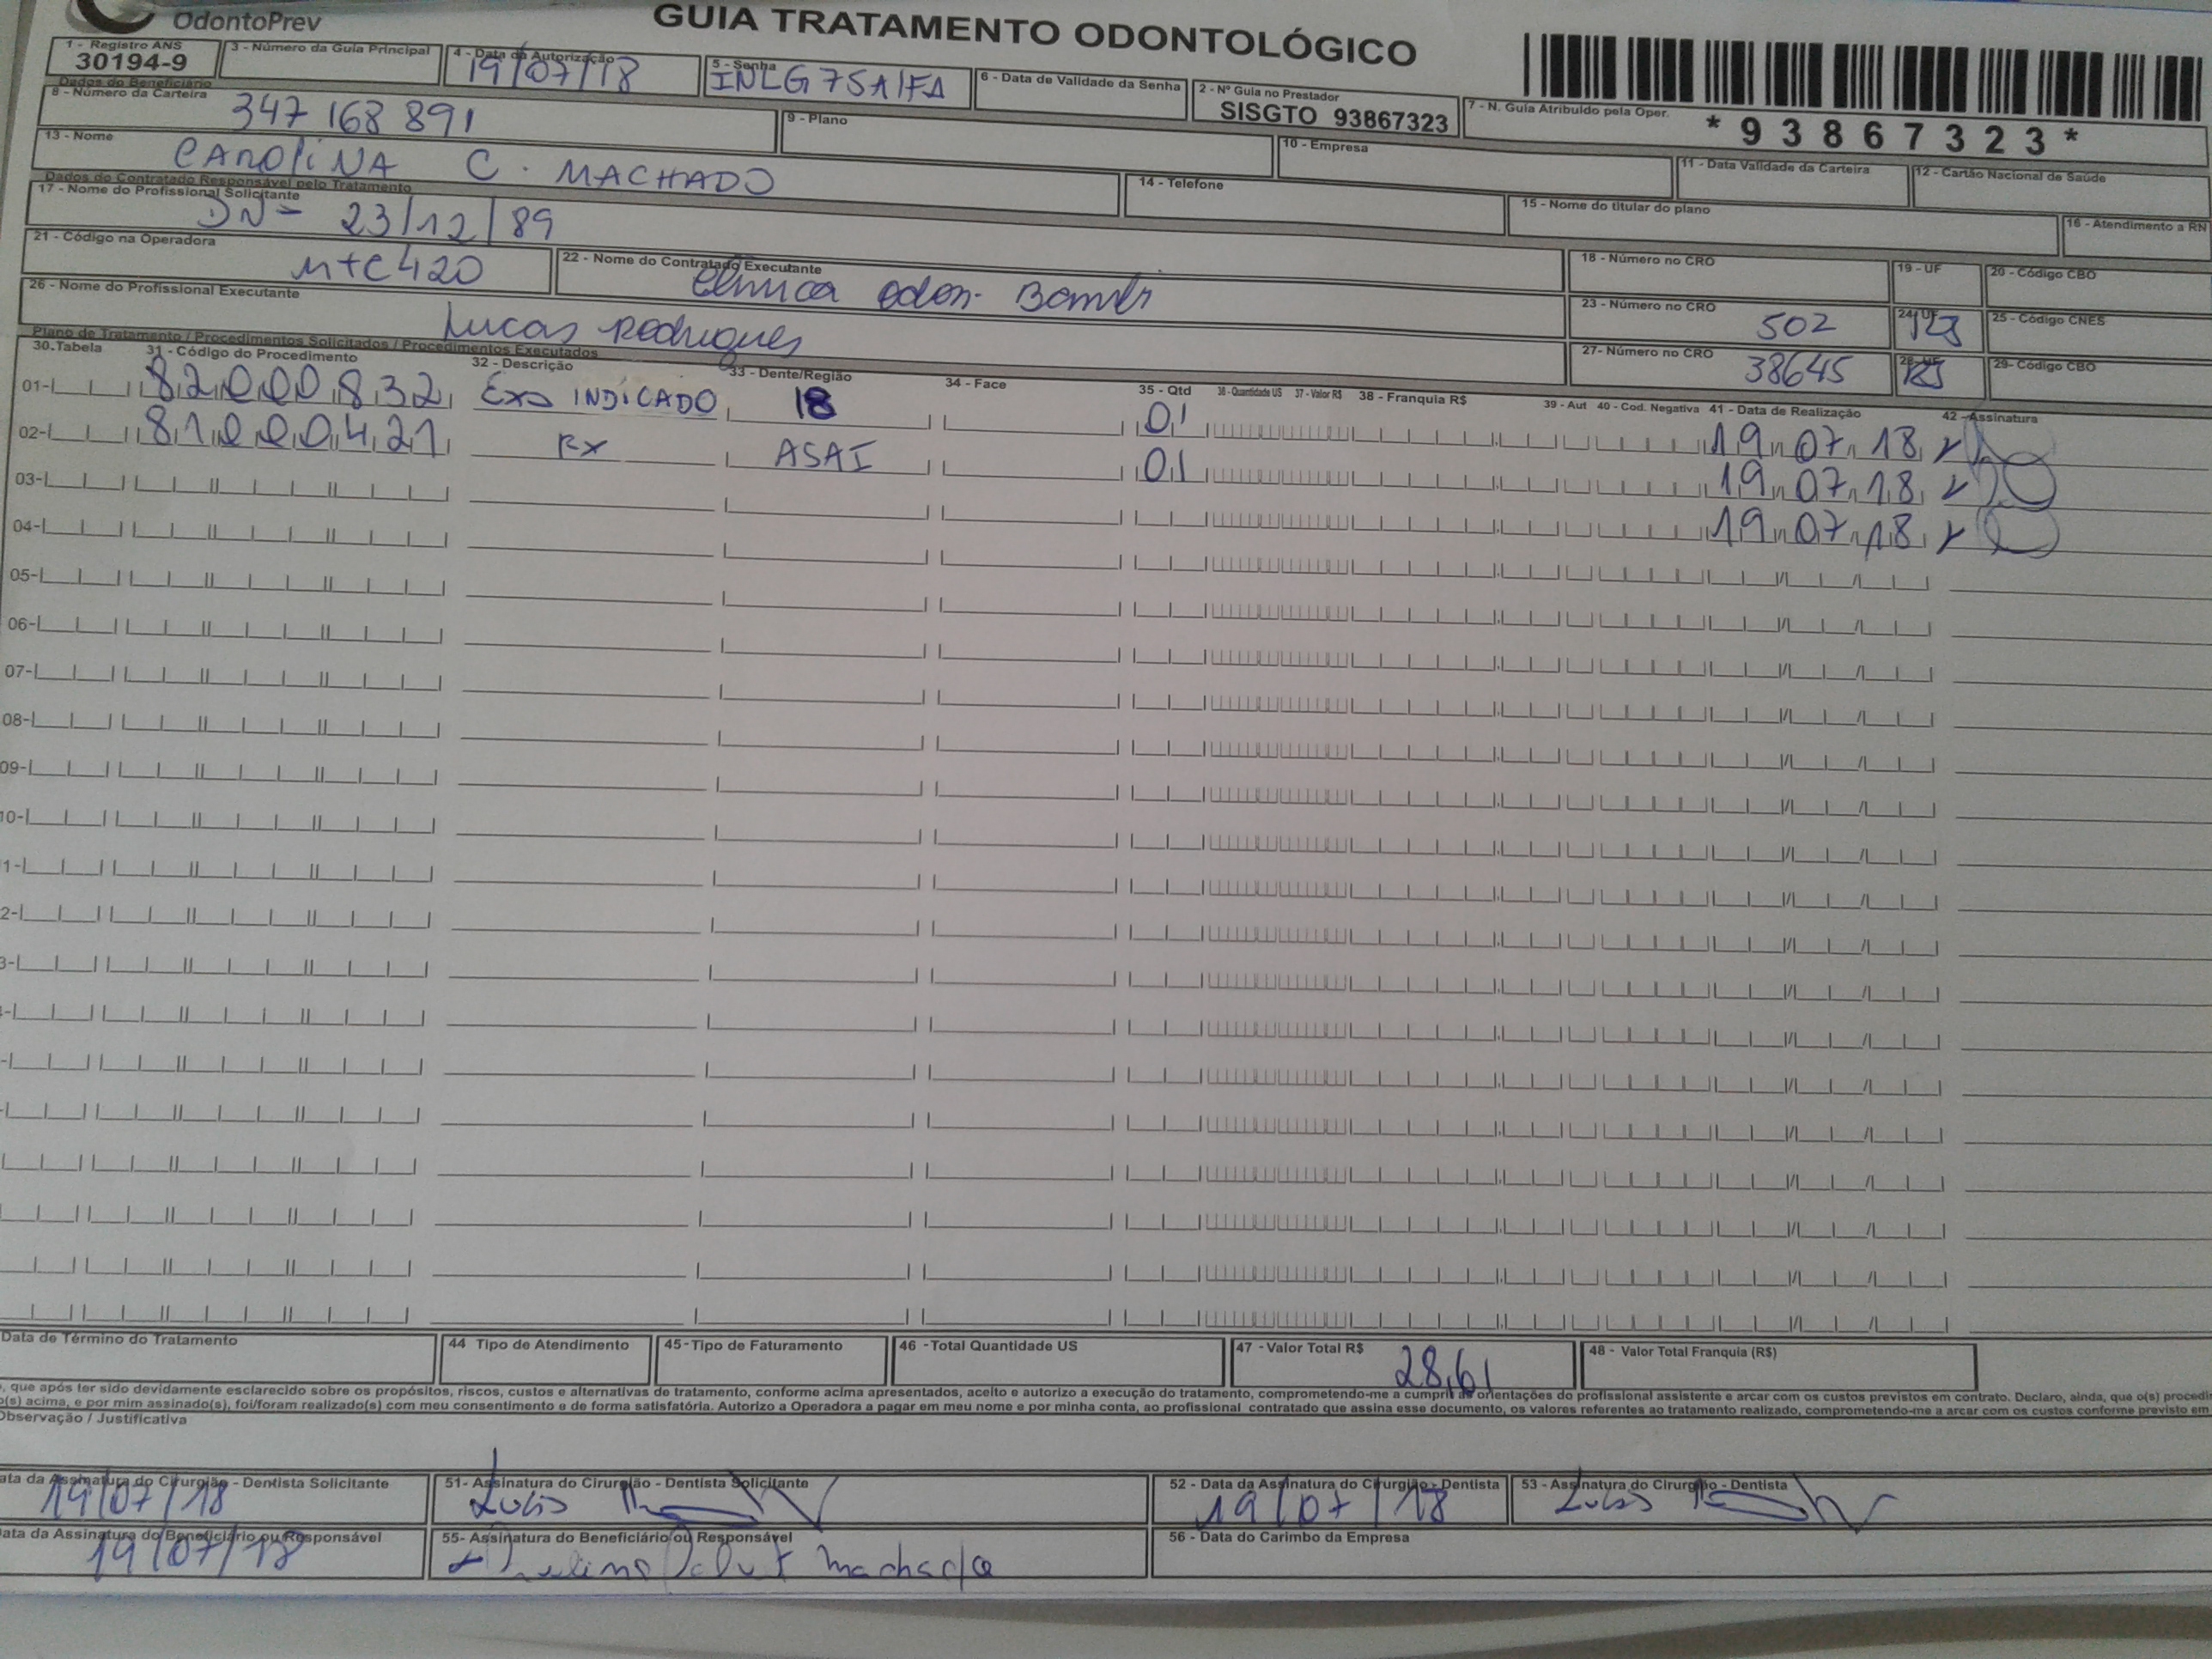 OdontoPrev
GUIA TRATAMENTO ODONTOLÓGICO
1 - Registro ANS
30194-9
3 - Número da Guia Principal
4 - Data da Autorização
19/07/18
5 - Senha
6 - Data de Validade da Senha
2 - Nº Guia no Prestador
SISGTO 93867323
7 - N. Guia Atribuído pela Oper.
*93867323*
Dados do Beneficiário
8 - Número da Carteira
347 168 891
9 - Plano
10 - Empresa
11 - Data Validade da Carteira
12 - Cartão Nacional de Saúde
13 - Nome
CAROLINA C. MACHADO
14 - Telefone
15 - Nome do titular do plano
16 - Atendimento a RN
Dados do Contratado Responsável pelo Tratamento
17 - Nome do Profissional Solicitante
DN - 23/12/89
18 - Número no CRO
19 - UF
20 - Código CBO
21 - Código na Operadora
22 - Nome do Contratado Executante
Clinica Odon.
23 - Número no CRO
502
24 - UF
25 - Código CNES
26 - Nome do Profissional Executante
Lucas Rodrigues
27- Número no CRO
38645
28 - UF
29- Código CBO
Plano de Tratamento / Procedimentos Solicitados / Procedimentos Executados
30.Tabela 31 - Código do Procedimento 32 - Descrição 33 - Dente/Região 34 - Face 35 - Qtd 36 - Quantidade US 37 - Valor R$ 38 - Franquia R$ 39 - Aut 40 - Cod. Negativa 41 - Data de Realização 42 - Assinatura
01- 82000832 Exo INDICADO 18 01 19 07 18
02- 81000421 RX ASAI 01 19 07 18
03- 19 07 18
04-
05-
06-
07-
08-
09-
10-
1-
2-
3-
Data de Término do Tratamento
44 Tipo de Atendimento
45-Tipo de Faturamento
46 -Total Quantidade US
47 - Valor Total R$
28,61
48 - Valor Total Franquia (R$)
, que após ter sido devidamente esclarecido sobre os propósitos, riscos, custos e alternativas de tratamento, conforme acima apresentados, aceito e autorizo a execução do tratamento, comprometendo-me a cumprir as orientações do profissional assistente e arcar com os custos previstos em contrato. Declaro, ainda, que o(s) procedi
o(s) acima, e por mim assinado(s), foi/foram realizado(s) com meu consentimento e de forma satisfatória. Autorizo a Operadora a pagar em meu nome e por minha conta, ao profissional contratado que assina esse documento, os valores referentes ao tratamento realizado, comprometendo-me a arcar com os custos conforme previsto em
Observação / Justificativa
ata da Assinatura do Cirurgião - Dentista Solicitante
19/07/18
51- Assinatura do Cirurgião - Dentista Solicitante
Lucas
52 - Data da Assinatura do Cirurgião - Dentista
19/07/18
53 - Assinatura do Cirurgião - Dentista
Lucas
ata da Assinatura do Beneficiário ou Responsável
19/07/18
55- Assinatura do Beneficiário ou Responsável
Machado
56 - Data do Carimbo da Empresa